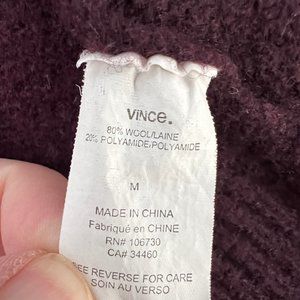 VINCE.
80% WOOL/LAINE
20% POLYAMIDE/POLYAMIDE
M
MADE IN CHINA
Fabriqué en CHINE
RN# 106730
CA# 34460
SEE REVERSE FOR CARE
SOIN AU VERSO